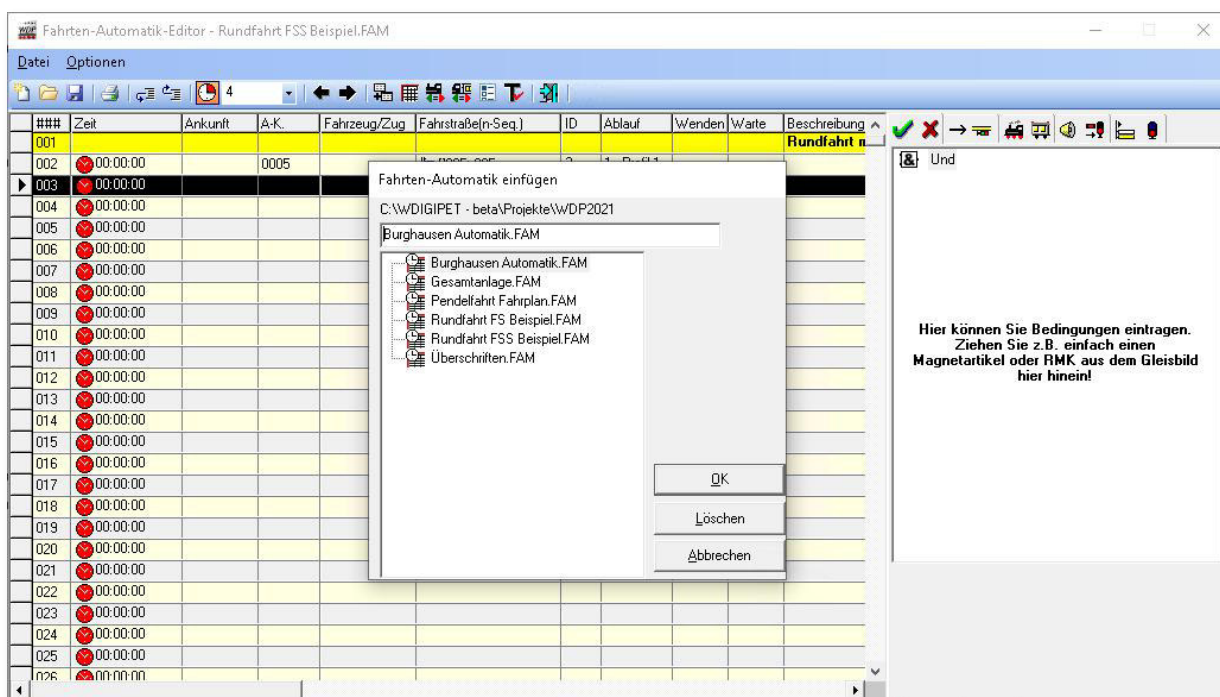 Fahrten-Automatik-Editor - Rundfahrt FSS Beispiel.FAM
Datei Optionen
4
### Zeit Ankunft A-K. Fahrzeug/Zug Fahrstraße(n-Seq.) ID Ablauf Wenden Warte Beschreibung
001 Rundfahrt
002 00:00:00 0005
003 00:00:00
004 00:00:00
005 00:00:00
006 00:00:00
007 00:00:00
008 00:00:00
009 00:00:00
010 00:00:00
011 00:00:00
012 00:00:00
013 00:00:00
014 00:00:00
015 00:00:00
016 00:00:00
017 00:00:00
018 00:00:00
019 00:00:00
020 00:00:00
021 00:00:00
022 00:00:00
023 00:00:00
024 00:00:00
025 00:00:00
026 00:00:00
Fahrten-Automatik einfügen
C:\WDIGIPET - beta\Projekte\WDP2021
Burghausen Automatik.FAM
Burghausen Automatik.FAM
Gesamtanlage.FAM
Pendelfahrt Fahrplan.FAM
Rundfahrt FS Beispiel.FAM
Rundfahrt FSS Beispiel.FAM
Überschriften.FAM
OK
Löschen
Abbrechen
& Und
Hier können Sie Bedingungen eintragen.
Ziehen Sie z.B. einfach einen
Magnetartikel oder RMK aus dem Gleisbild
hier hinein!